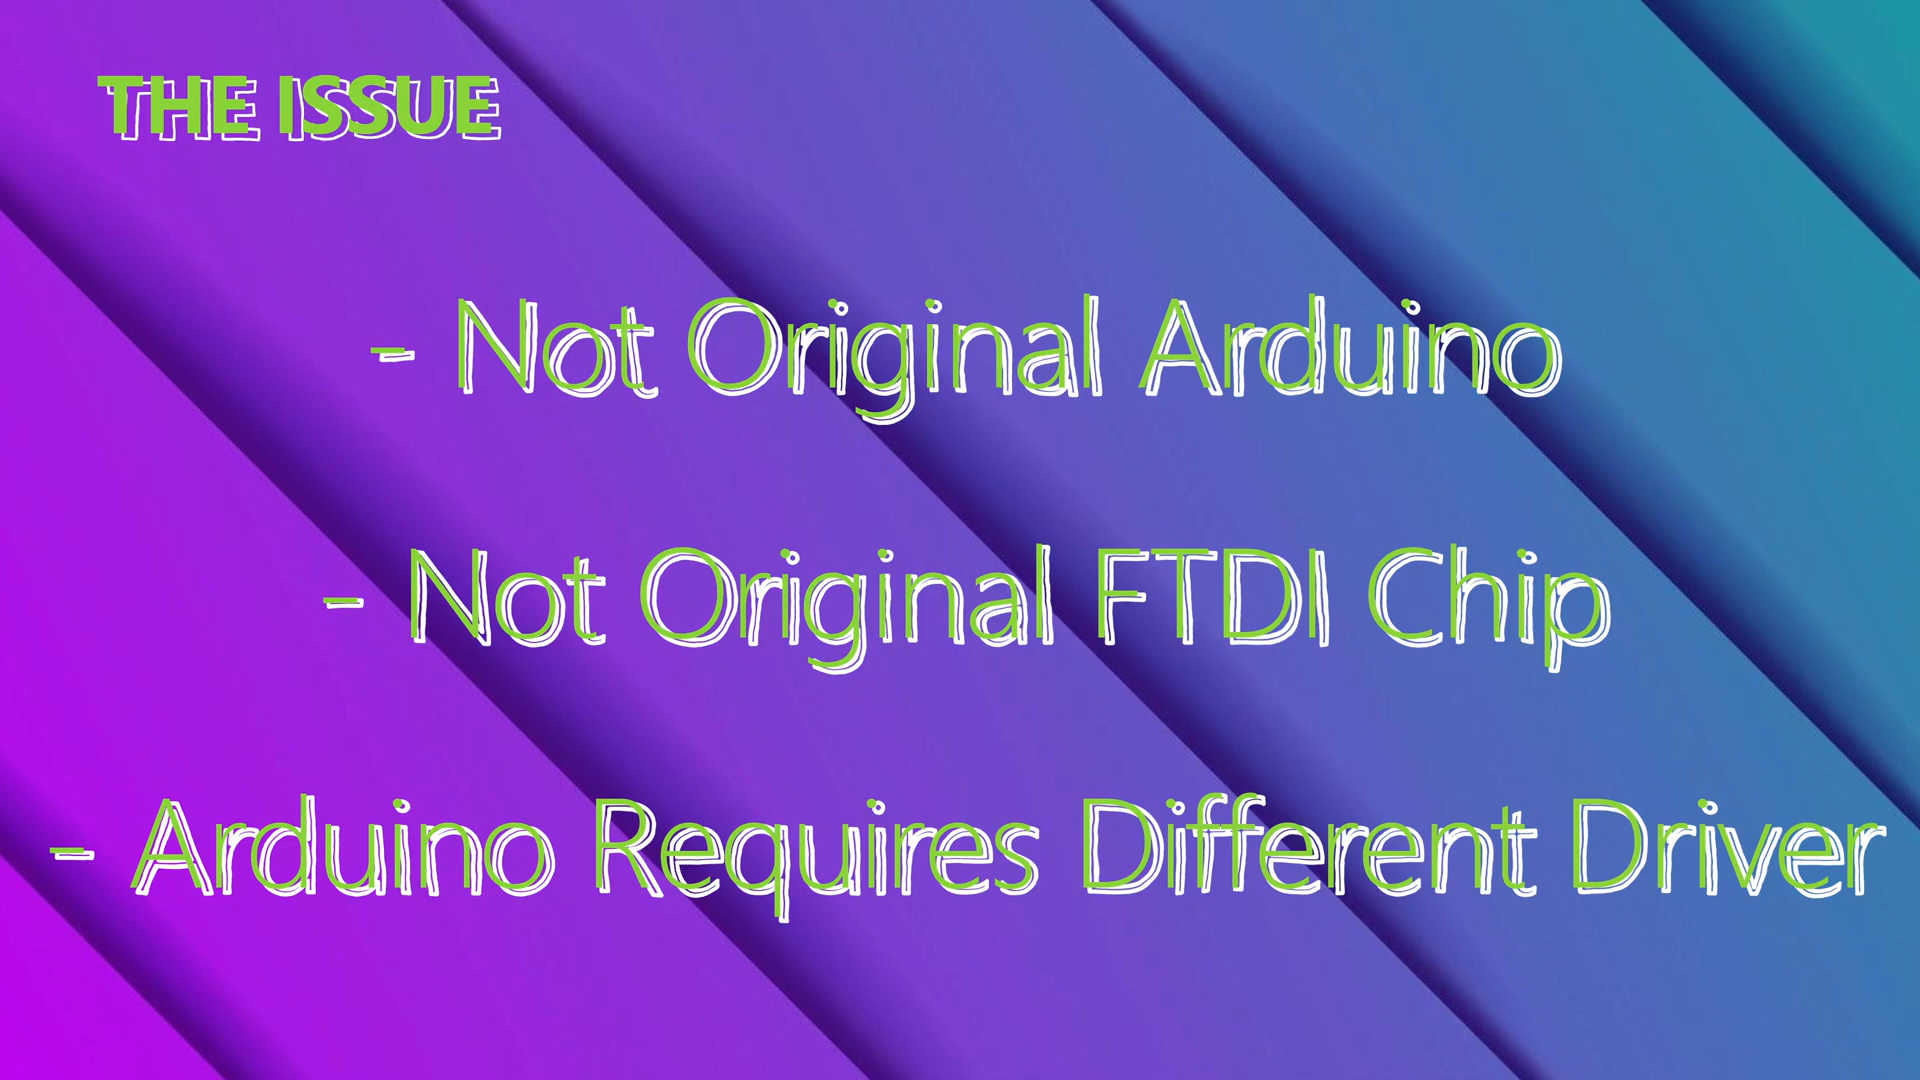 THE ISSUE
- Not Original Arduino
- Not Original FTDI Chip
- Arduino Requires Different Driver